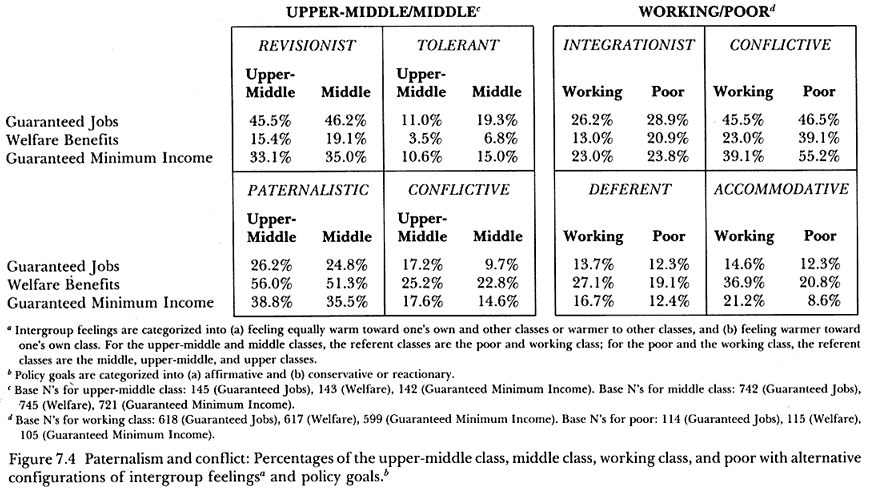 UPPER-MIDDLE/MIDDLEᶜ WORKING/POORᵈ
REVISIONIST TOLERANT INTEGRATIONIST CONFLICTIVE
Upper- Upper-
Middle Middle Middle Middle Working Poor Working Poor
Guaranteed Jobs 45.5% 46.2% 11.0% 19.3% 26.2% 28.9% 45.5% 46.5%
Welfare Benefits 15.4% 19.1% 3.5% 6.8% 13.0% 20.9% 23.0% 39.1%
Guaranteed Minimum Income 33.1% 35.0% 10.6% 15.0% 23.0% 23.8% 39.1% 55.2%
PATERNALISTIC CONFLICTIVE DEFERENT ACCOMMODATIVE
Upper- Upper-
Middle Middle Middle Middle Working Poor Working Poor
Guaranteed Jobs 26.2% 24.8% 17.2% 9.7% 13.7% 12.3% 14.6% 12.3%
Welfare Benefits 56.0% 51.3% 25.2% 22.8% 27.1% 19.1% 36.9% 20.8%
Guaranteed Minimum Income 38.8% 35.5% 17.6% 14.6% 16.7% 12.4% 21.2% 8.6%
ᵃ Intergroup feelings are categorized into (a) feeling equally warm toward one's own and other classes or warmer to other classes, and (b) feeling warmer toward
one's own class. For the upper-middle and middle classes, the referent classes are the poor and working class; for the poor and the working class, the referent
classes are the middle, upper-middle, and upper classes.
ᵇ Policy goals are categorized into (a) affirmative and (b) conservative or reactionary.
ᶜ Base N's for upper-middle class: 145 (Guaranteed Jobs), 143 (Welfare), 142 (Guaranteed Minimum Income). Base N's for middle class: 742 (Guaranteed Jobs),
745 (Welfare), 721 (Guaranteed Minimum Income).
ᵈ Base N's for working class: 618 (Guaranteed Jobs), 617 (Welfare), 599 (Guaranteed Minimum Income). Base N's for poor: 114 (Guaranteed Jobs), 115 (Welfare),
105 (Guaranteed Minimum Income).
Figure 7.4 Paternalism and conflict: Percentages of the upper-middle class, middle class, working class, and poor with alternative
configurations of intergroup feelingsᵃ and policy goals.ᵇ